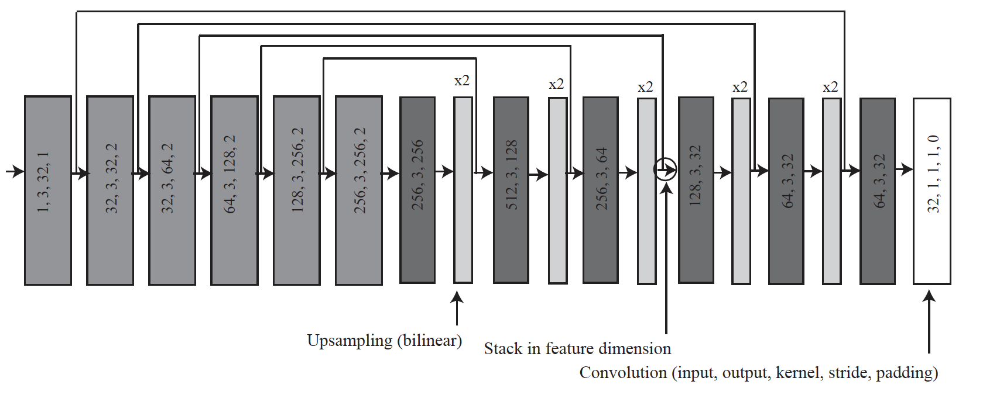 x2
x2
x2
x2
x2
1, 3, 32, 1
32, 3, 32, 2
32, 3, 64, 2
64, 3, 128, 2
128, 3, 256, 2
256, 3, 256, 2
256, 3, 256
512, 3, 128
256, 3, 64
128, 3, 32
64, 3, 32
64, 3, 32
32, 1, 1, 1, 0
Upsampling (bilinear)
Stack in feature dimension
Convolution (input, output, kernel, stride, padding)